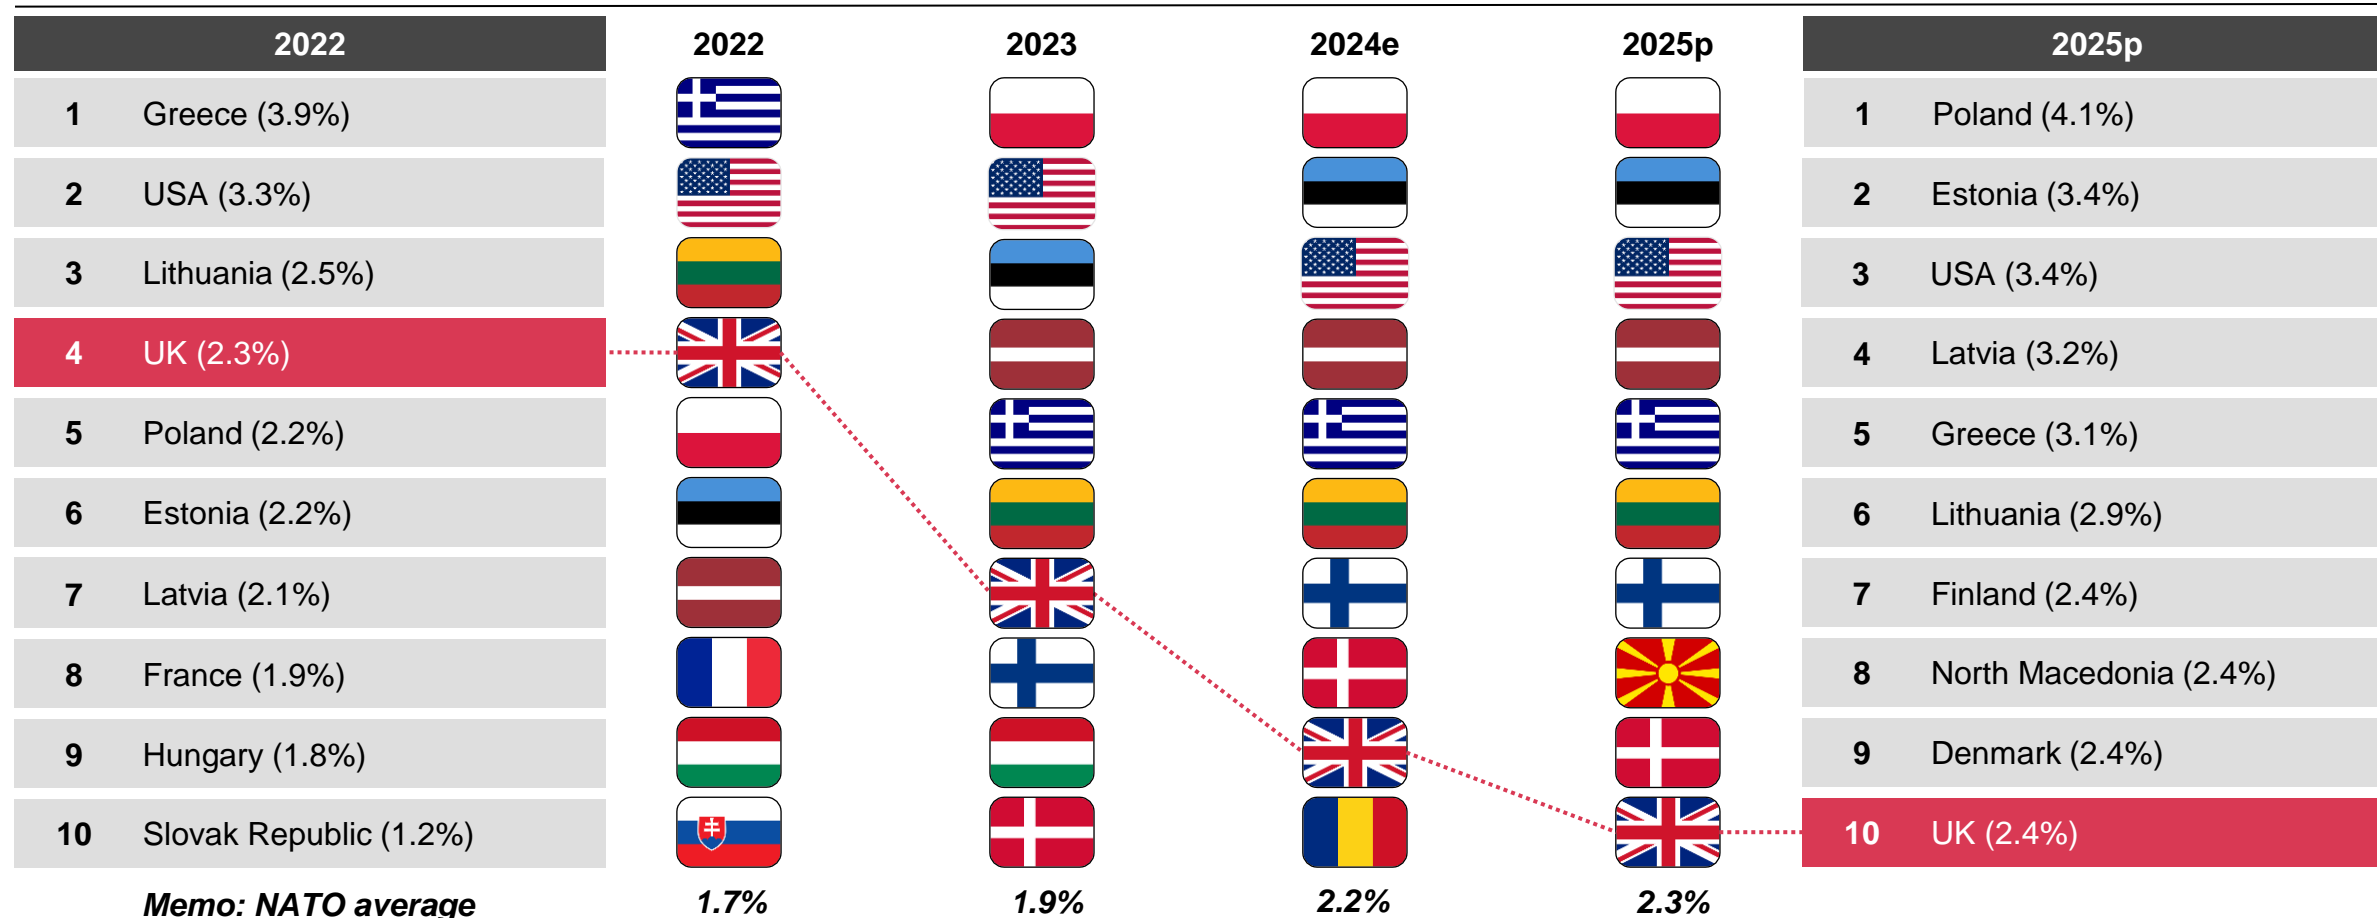 2022 2022 2023 2024e 2025p 2025p
1 Greece (3.9%) 1 Poland (4.1%)
2 USA (3.3%) 2 Estonia (3.4%)
3 Lithuania (2.5%) 3 USA (3.4%)
4 UK (2.3%) 4 Latvia (3.2%)
5 Poland (2.2%) 5 Greece (3.1%)
6 Estonia (2.2%) 6 Lithuania (2.9%)
7 Latvia (2.1%) 7 Finland (2.4%)
8 France (1.9%) 8 North Macedonia (2.4%)
9 Hungary (1.8%) 9 Denmark (2.4%)
10 Slovak Republic (1.2%) 10 UK (2.4%)
Memo: NATO average 1.7% 1.9% 2.2% 2.3%